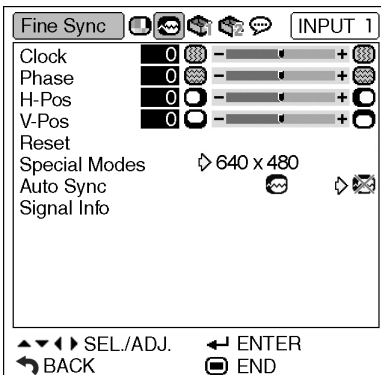 Fine Sync INPUT 1
Clock 0 - +
Phase 0 - +
H-Pos 0 - +
V-Pos 0 - +
Reset
Special Modes 640 x 480
Auto Sync
Signal Info
SEL./ADJ. ENTER
BACK END